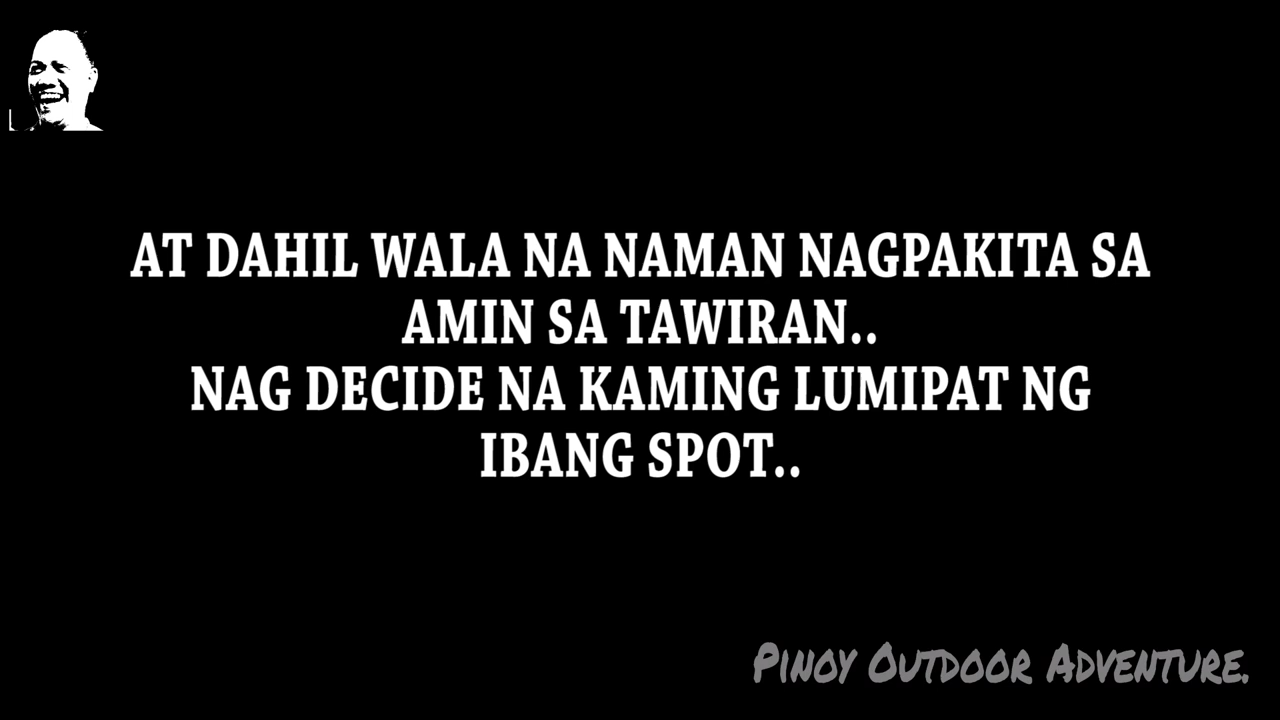 AT DAHIL WALA NA NAMAN NAGPAKITA SA
AMIN SA TAWIRAN..
NAG DECIDE NA KAMING LUMIPAT NG
IBANG SPOT..
PINOY OUTDOOR ADVENTURE.